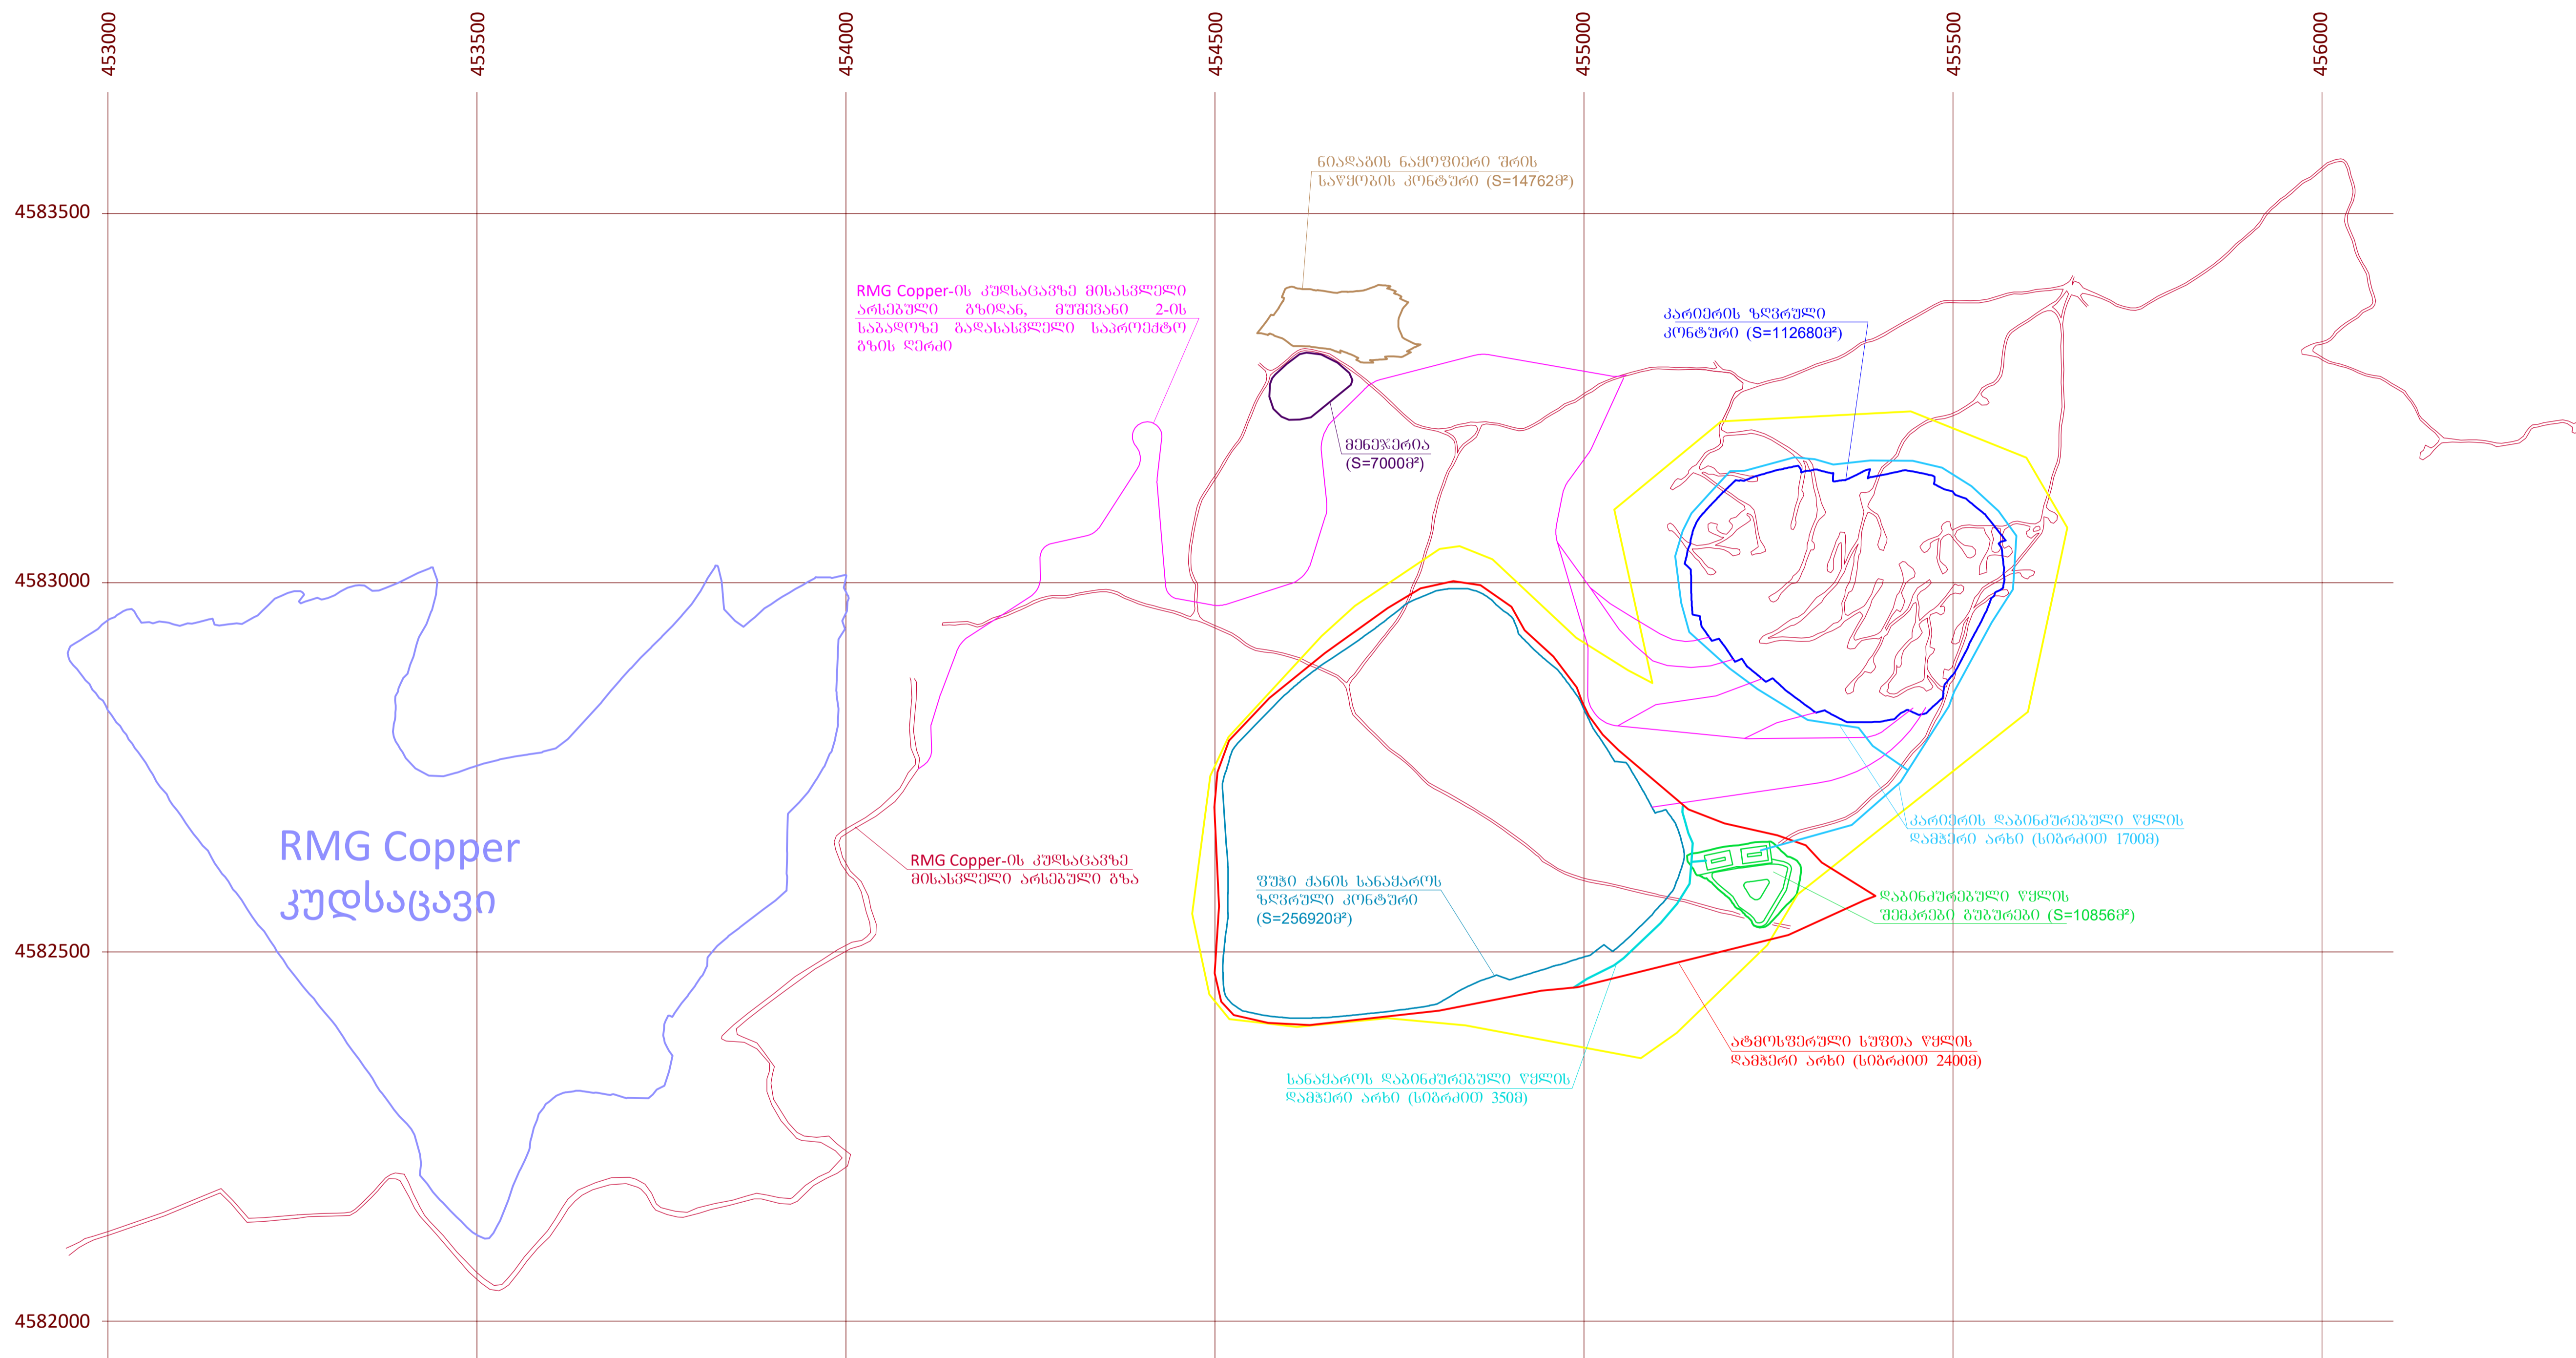 453000
453500
454000
454500
455000
455500
456000
4583500
4583000
4582500
4582000
ნიადაგის ნაყოფიერი შრის
საწყობის კონტური (S=14762მ²)
RMG Copper-ის კუდსაცავზე მისასვლელი
არსებული გზიდან, მუშევანი 2-ის
საბადოზე გადასასვლელი საპროექტო
გზის ღერძი
კარიერის ზღვრული
კონტური (S=112680მ²)
მენეჯერია
(S=7000მ²)
RMG Copper
კუდსაცავი
RMG Copper-ის კუდსაცავზე
მისასვლელი არსებული გზა
ფუჭი ქანის სანაყაროს
ზღვრული კონტური
(S=256920მ²)
კარიერის დაბინძურებული წყლის
დამჭერი არხი (სიგრძით 1700მ)
დაბინძურებული წყლის
შემკრები გუბურები (S=10856მ²)
ატმოსფერული სუფთა წყლის
დამჭერი არხი (სიგრძით 2400მ)
სანაყაროს დაბინძურებული წყლის
დამჭერი არხი (სიგრძით 350მ)